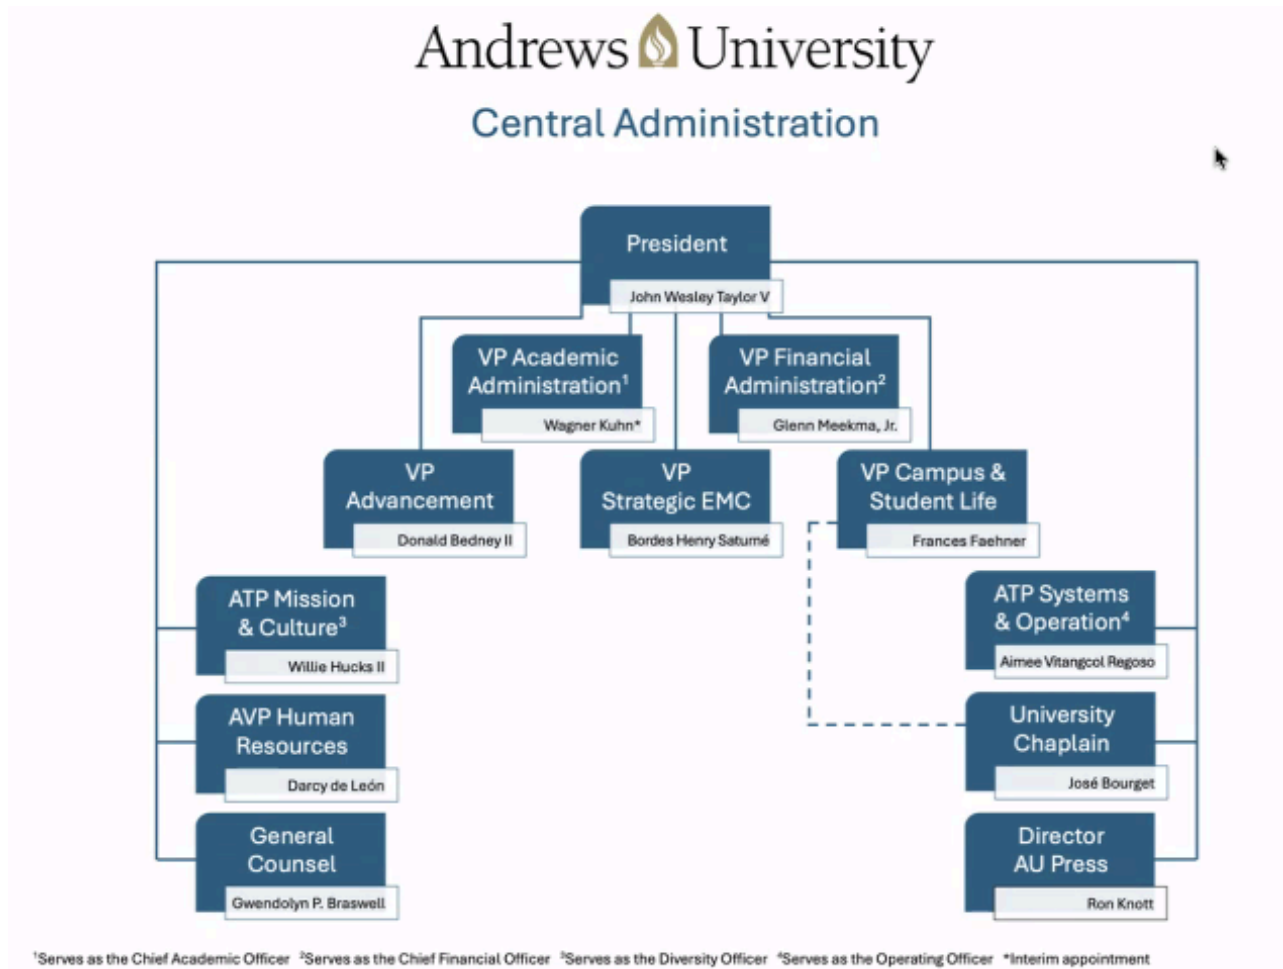 Andrews University
Central Administration
President
John Wesley Taylor V
VP Academic
Administration¹
Wagner Kuhn*
VP Financial
Administration²
Glenn Meekma, Jr.
VP
Advancement
Donald Bedney II
VP
Strategic EMC
Bordes Henry Saturné
VP Campus &
Student Life
Frances Faehner
ATP Mission
& Culture³
Willie Hucks II
ATP Systems
& Operation⁴
Aimee Vitangcol Regoso
AVP Human
Resources
Darcy de León
University
Chaplain
José Bourget
General
Counsel
Gwendolyn P. Braswell
Director
AU Press
Ron Knott
¹Serves as the Chief Academic Officer ²Serves as the Chief Financial Officer ³Serves as the Diversity Officer ⁴Serves as the Operating Officer *Interim appointment